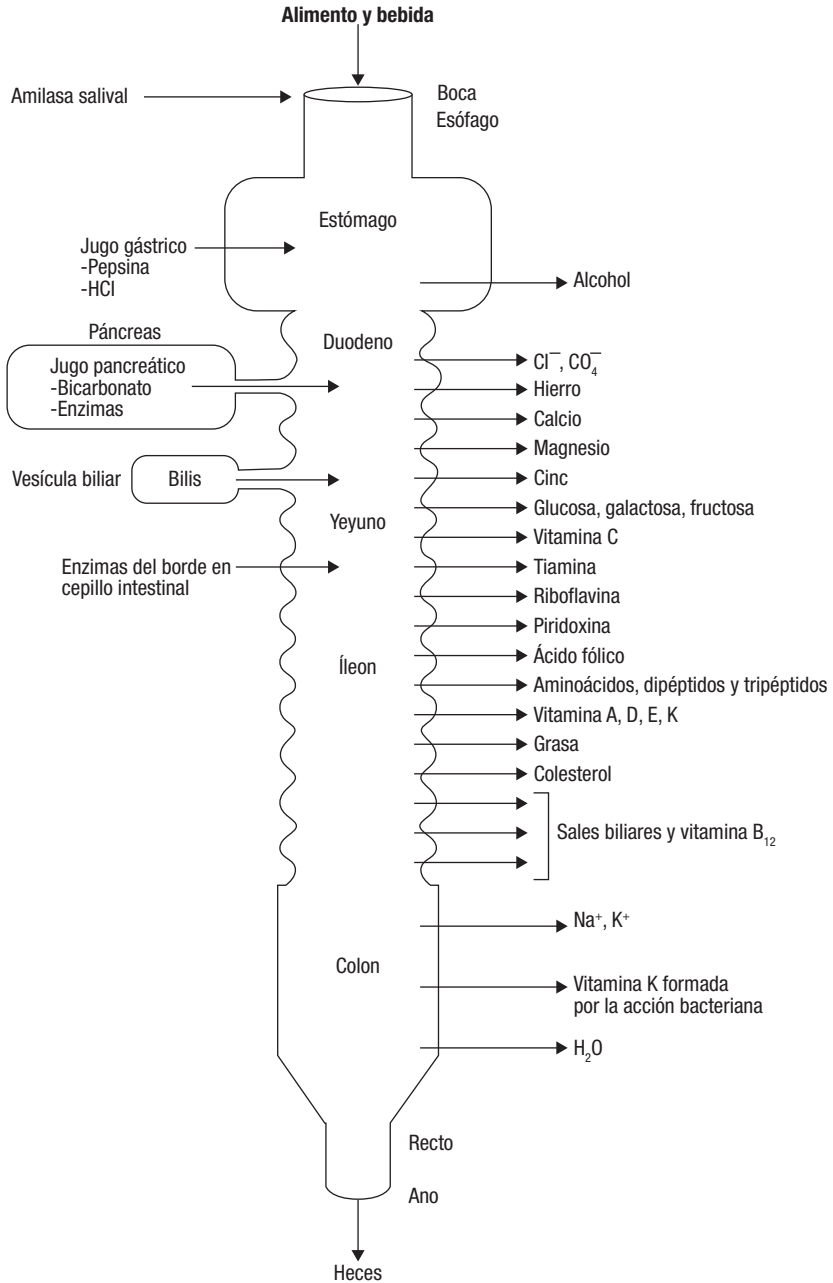 Alimento y bebida
Amilasa salival
Boca
Esófago
Estómago
Jugo gástrico
-Pepsina
-HCl
Alcohol
Páncreas
Duodeno
Jugo pancreático
-Bicarbonato
-Enzimas
Cl⁻, CO₄⁻
Hierro
Calcio
Magnesio
Vesícula biliar
Bilis
Cinc
Glucosa, galactosa, fructosa
Yeyuno
Vitamina C
Enzimas del borde en
cepillo intestinal
Tiamina
Riboflavina
Piridoxina
Íleon
Ácido fólico
Aminoácidos, dipéptidos y tripéptidos
Vitamina A, D, E, K
Grasa
Colesterol
Sales biliares y vitamina B₁₂
Na⁺, K⁺
Colon
Vitamina K formada
por la acción bacteriana
H₂O
Recto
Ano
Heces